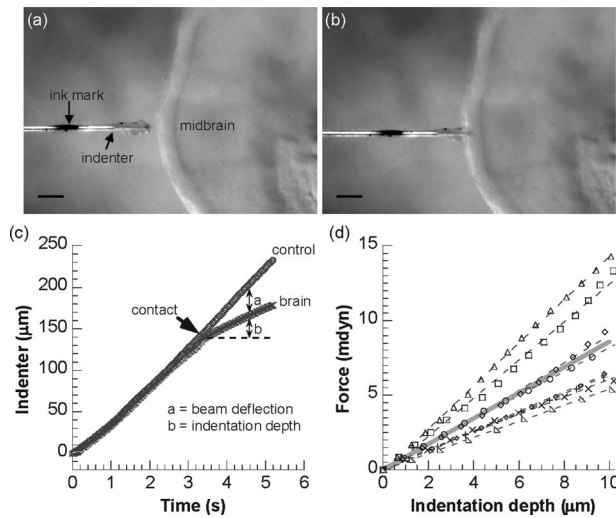 (a)
ink mark
midbrain
indenter
(b)
(c)
250
200
150
100
50
0
Indenter (µm)
control
a
brain
contact
b
a = beam deflection
b = indentation depth
0 1 2 3 4 5 6
Time (s)
(d)
15
10
5
0
Force (mdyn)
0 2 4 6 8 10
Indentation depth (µm)